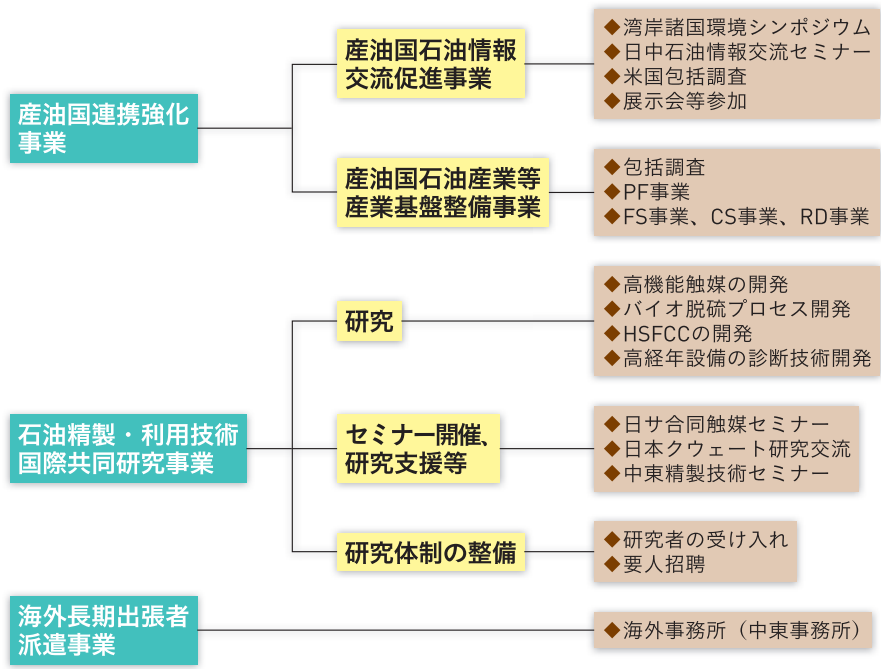 産油国連携強化
事業
産油国石油情報
交流促進事業
◆湾岸諸国環境シンポジウム
◆日中石油情報交流セミナー
◆米国包括調査
◆展示会等参加
産油国石油産業等
産業基盤整備事業
◆包括調査
◆PF事業
◆FS事業、CS事業、RD事業
石油精製・利用技術
国際共同研究事業
研究
◆高機能触媒の開発
◆バイオ脱硫プロセス開発
◆HSFCCの開発
◆高経年設備の診断技術開発
セミナー開催、
研究支援等
◆日サ合同触媒セミナー
◆日本クウェート研究交流
◆中東精製技術セミナー
研究体制の整備
◆研究者の受け入れ
◆要人招聘
海外長期出張者
派遣事業
◆海外事務所（中東事務所）